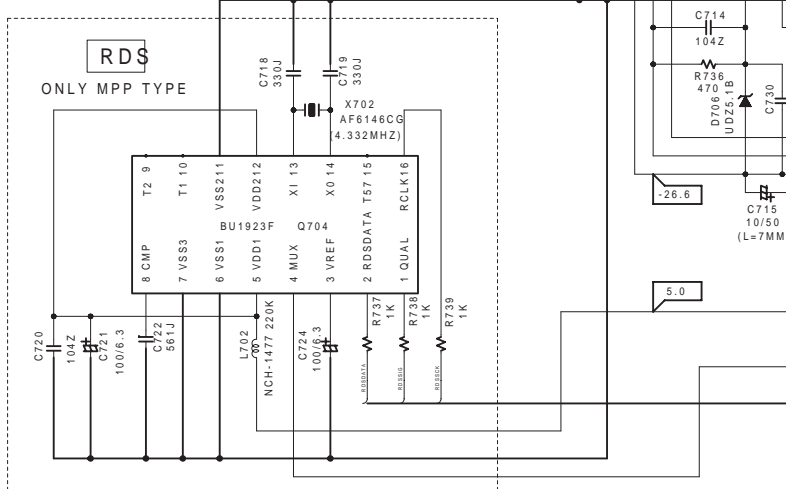 RDS
ONLY MPP TYPE
C718
330J
C719
330J
X702
AF6146CG
(4.332MHZ)
C714
104Z
R736
470
D706
UDZ5.1B
C730
-26.6
C715
10/50
(L=7MM
5.0
T2 9
T1 10
VSS2 11
VDD2 12
XI 13
XO 14
T57 15
RCLK 16
BU1923F Q704
8 CMP
7 VSS3
6 VSS1
5 VDD1
4 MUX
3 VREF
2 RDSDATA
1 QUAL
C720
104Z
C721
100/6.3
C722
561J
L702
NCH-1477 220K
C724
100/6.3
R737
1K
R738
1K
R739
1K
RDSDATA
RDSSIG
RDSSCK